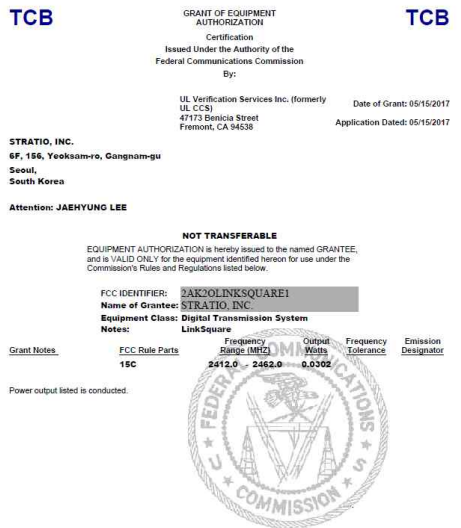 TCB
GRANT OF EQUIPMENT
AUTHORIZATION
TCB
Certification
Issued Under the Authority of the
Federal Communications Commission
By:
UL Verification Services Inc. (formerly
UL CCS)
47173 Benicia Street
Fremont, CA 94538
Date of Grant: 05/15/2017
Application Dated: 05/15/2017
STRATIO, INC.
6F, 156, Yeoksam-ro, Gangnam-gu
Seoul,
South Korea
Attention: JAEHYUNG LEE
NOT TRANSFERABLE
EQUIPMENT AUTHORIZATION is hereby issued to the named GRANTEE,
and is VALID ONLY for the equipment identified hereon for use under the
Commission's Rules and Regulations listed below.
FCC IDENTIFIER: 2AK2OLINKSQUARE1
Name of Grantee: STRATIO, INC.
Equipment Class: Digital Transmission System
Notes: LinkSquare
Grant Notes FCC Rule Parts Frequency Range (MHZ) Output Watts Frequency Tolerance Emission Designator
15C 2412.0 - 2462.0 0.0302
Power output listed is conducted.
FEDERAL COMMUNICATIONS COMMISSION
U S